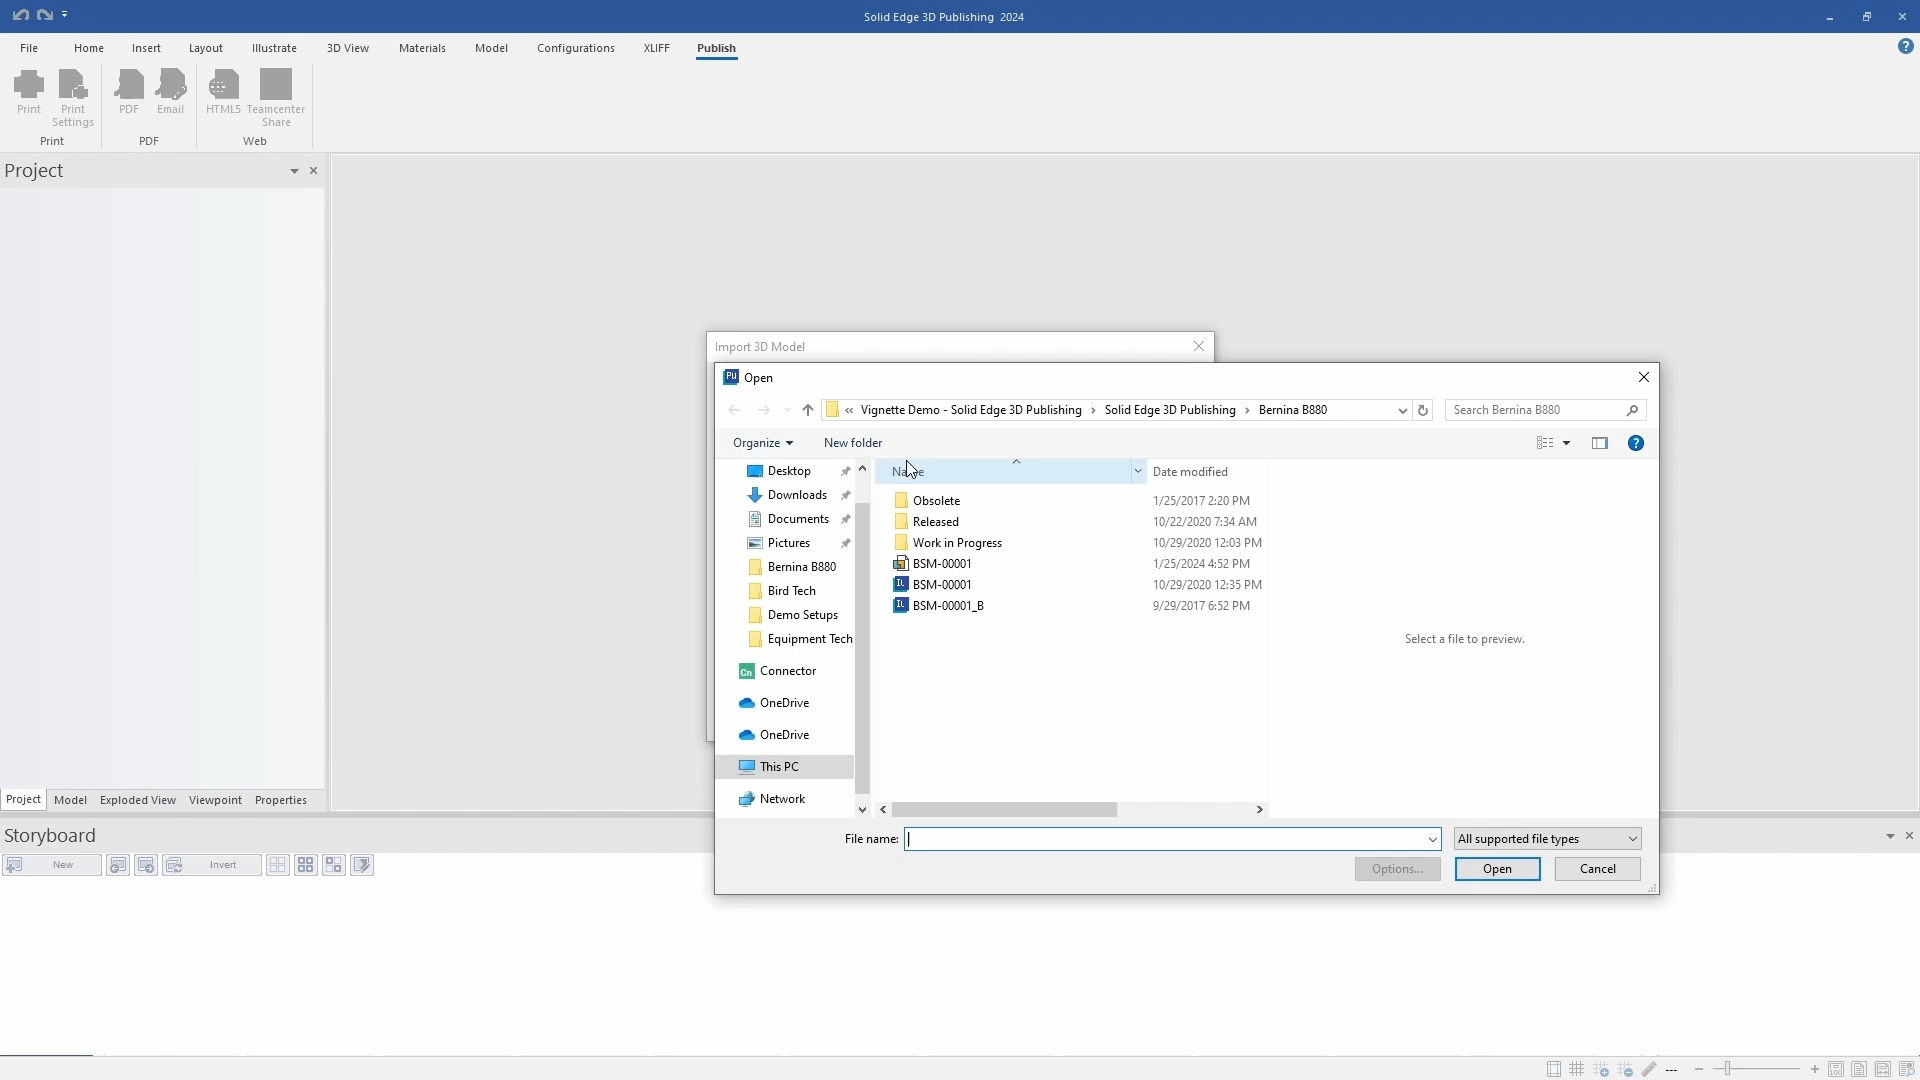 Solid Edge 3D Publishing 2024
File Home Insert Layout Illustrate 3D View Materials Model Configurations XLIFF Publish
Print Print Settings PDF Email HTML5 Teamcenter Share
Print PDF Web
Project
Import 3D Model
Pu Open
« Vignette Demo - Solid Edge 3D Publishing › Solid Edge 3D Publishing › Bernina B880
Search Bernina B880
Organize New folder
Name Date modified
Desktop
Downloads
Documents
Pictures
Bernina B880
Bird Tech
Demo Setups
Equipment Tech
Cn Connector
OneDrive
OneDrive
This PC
Network
Obsolete 1/25/2017 2:20 PM
Released 10/22/2020 7:34 AM
Work in Progress 10/29/2020 12:03 PM
BSM-00001 1/25/2024 4:52 PM
BSM-00001 10/29/2020 12:35 PM
BSM-00001_B 9/29/2017 6:52 PM
Select a file to preview.
File name: All supported file types
Options... Open Cancel
Project Model Exploded View Viewpoint Properties
Storyboard
New Invert
---